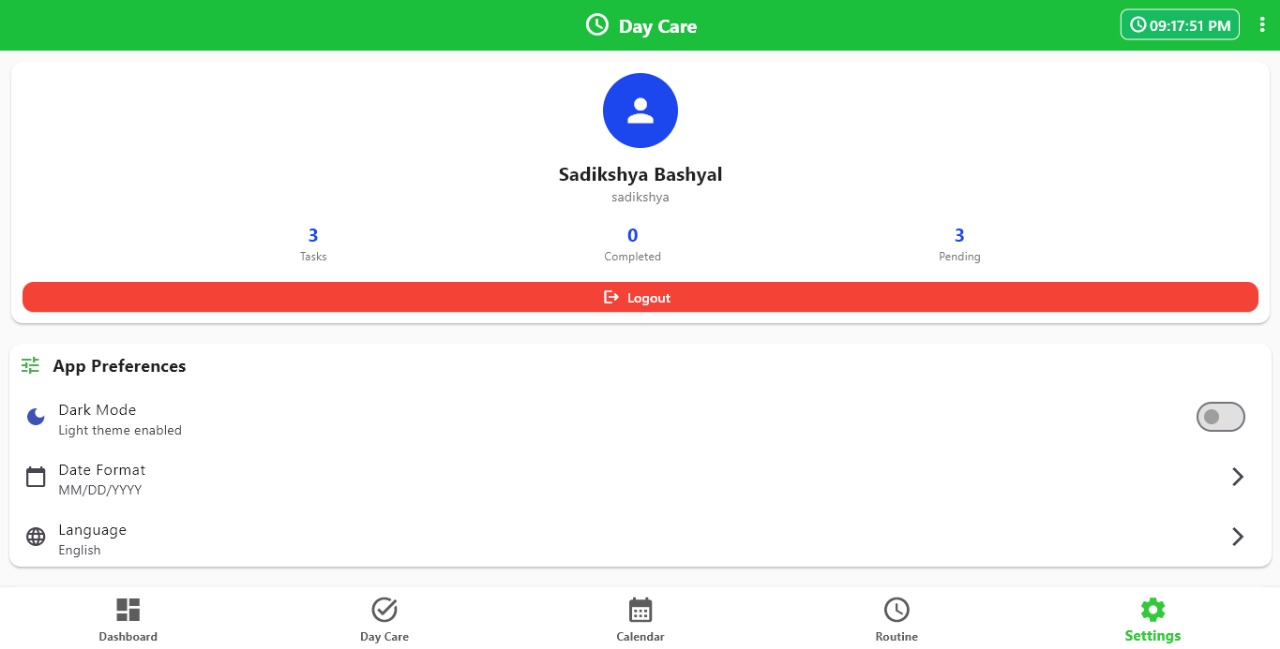 Day Care
09:17:51 PM
Sadikshya Bashyal
sadikshya
3 0 3
Tasks Completed Pending
Logout
App Preferences
Dark Mode
Light theme enabled
Date Format
MM/DD/YYYY
Language
English
Dashboard Day Care Calendar Routine Settings